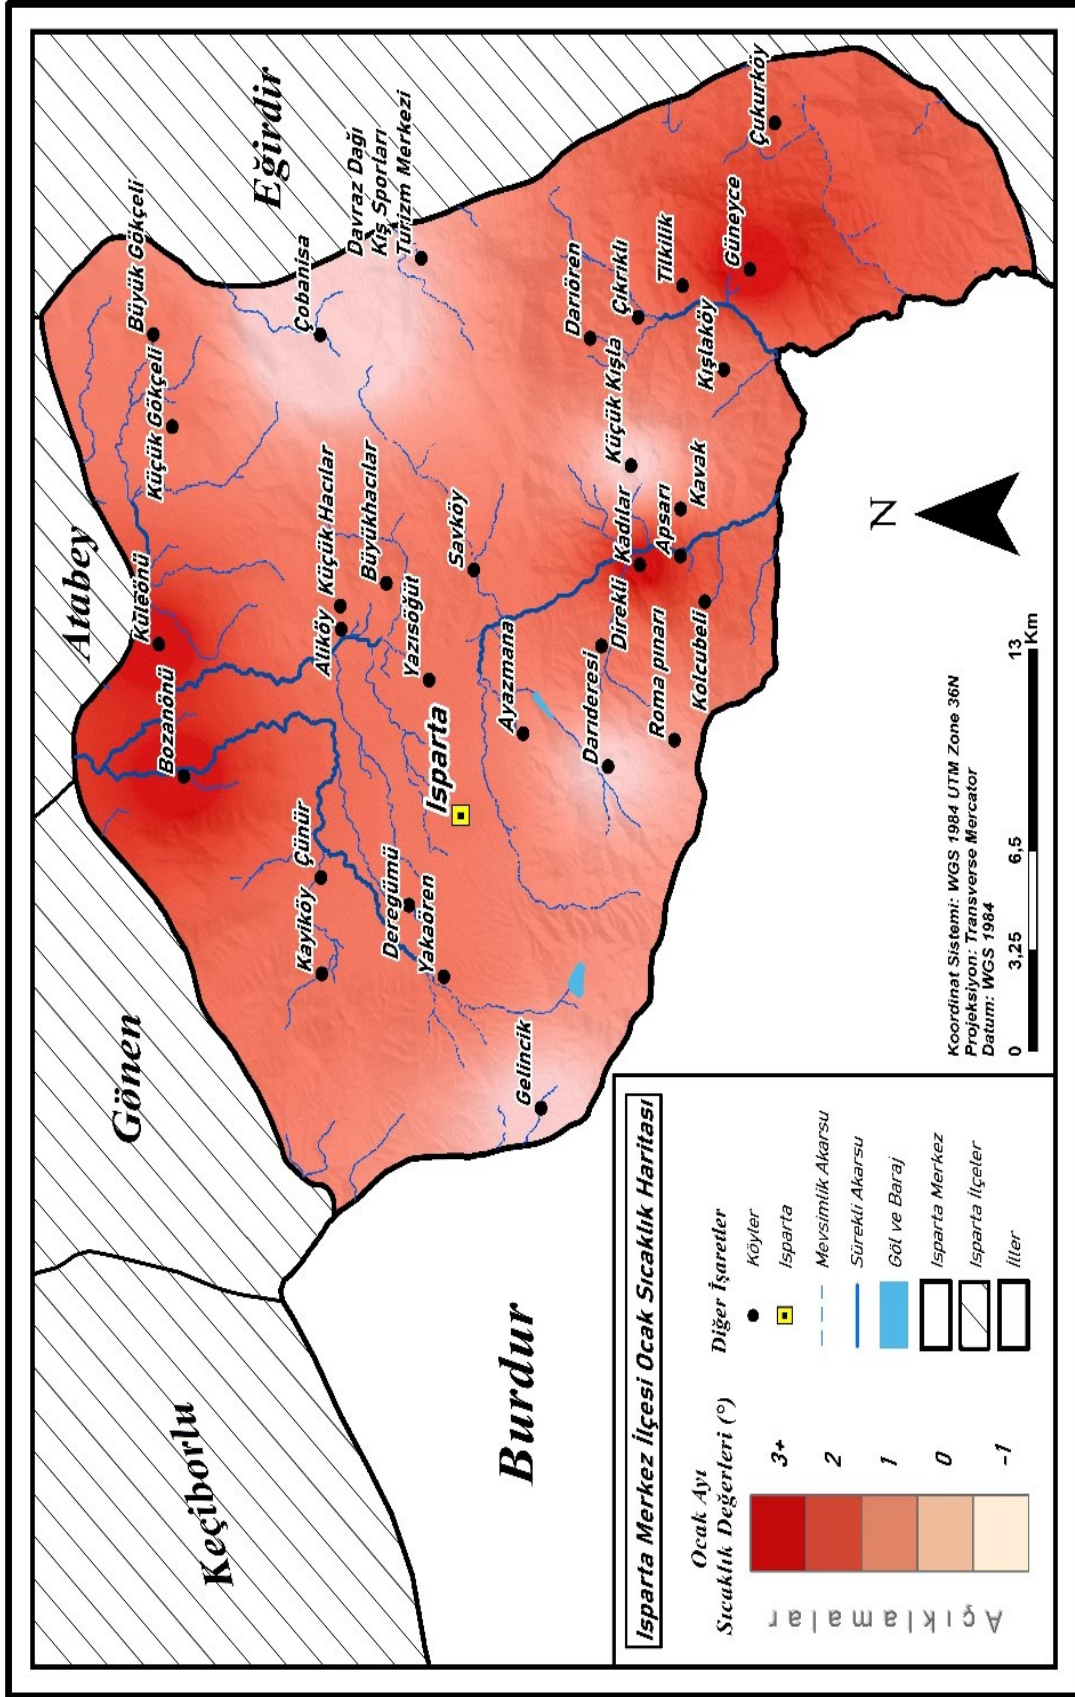 Keçiborlu
Gönen
Atabey
Eğirdir
Burdur
Büyük Gökçeli
Küçük Gökçeli
Küleönü
Bozanönü
Çobanisa
Davraz Dağı
Kış Sporları
Turizm Merkezi
Küçük Hacılar
Büyükhacılar
Aliköy
Yazısöğüt
Savköy
Isparta
Ayazmana
Çünür
Kayıköy
Deregümü
Yakaören
Gelincik
Darıderesi
Direkli
Kadılar
Roma pınarı
Kolcubeli
Apsarı
Kavak
Küçük Kışla
Darıören
Çıkrıklı
Tilkilik
Kışlaköy
Güneyce
Çukurköy
N
Isparta Merkez İlçesi Ocak Sıcaklık Haritası
Açıklamalar
Ocak Ayı
Sıcaklık Değerleri (°)
3+
2
1
0
-1
Diğer İşaretler
Köyler
Isparta
Mevsimlik Akarsu
Sürekli Akarsu
Göl ve Baraj
Isparta Merkez
Isparta İlçeler
İller
Koordinat Sistemi: WGS 1984 UTM Zone 36N
Projeksiyon: Transverse Mercator
Datum: WGS 1984
0 3,25 6,5 13
Km